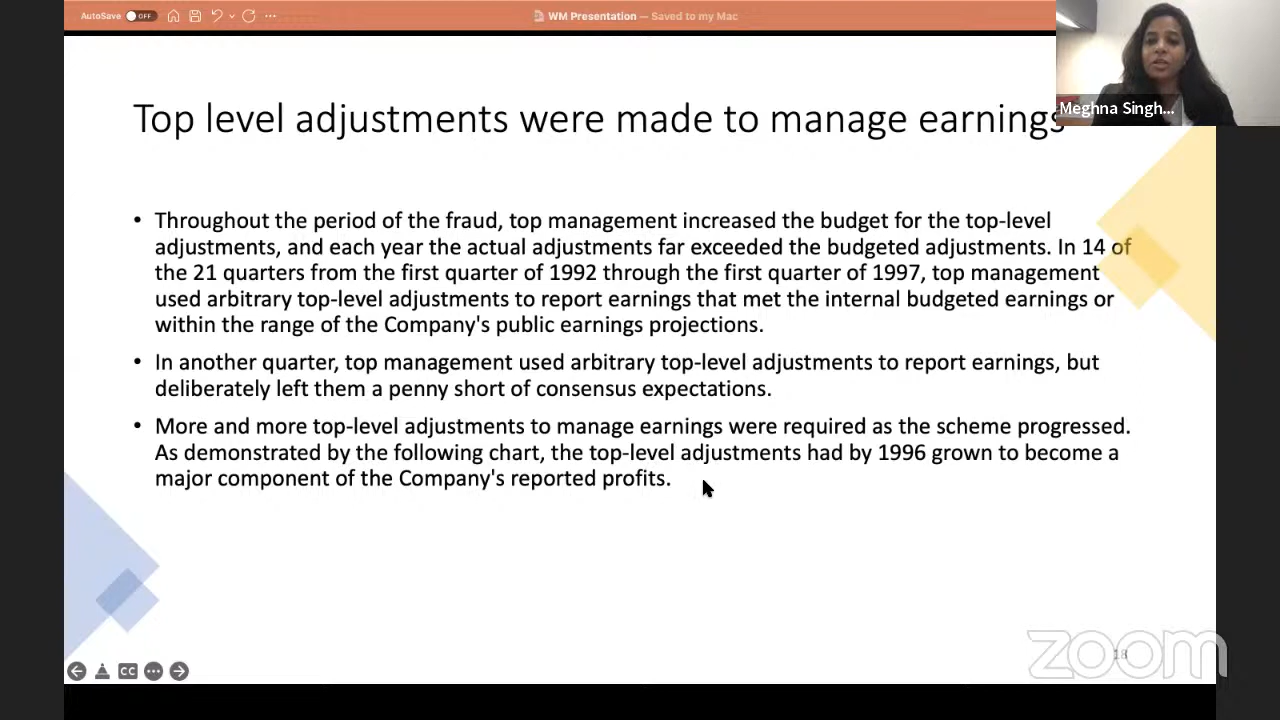 AutoSave OFF
WM Presentation — Saved to my Mac
Meghna Singh...
Top level adjustments were made to manage earnings
• Throughout the period of the fraud, top management increased the budget for the top-level
adjustments, and each year the actual adjustments far exceeded the budgeted adjustments. In 14 of
the 21 quarters from the first quarter of 1992 through the first quarter of 1997, top management
used arbitrary top-level adjustments to report earnings that met the internal budgeted earnings or
within the range of the Company's public earnings projections.
• In another quarter, top management used arbitrary top-level adjustments to report earnings, but
deliberately left them a penny short of consensus expectations.
• More and more top-level adjustments to manage earnings were required as the scheme progressed.
As demonstrated by the following chart, the top-level adjustments had by 1996 grown to become a
major component of the Company's reported profits.
18
zoom
CC